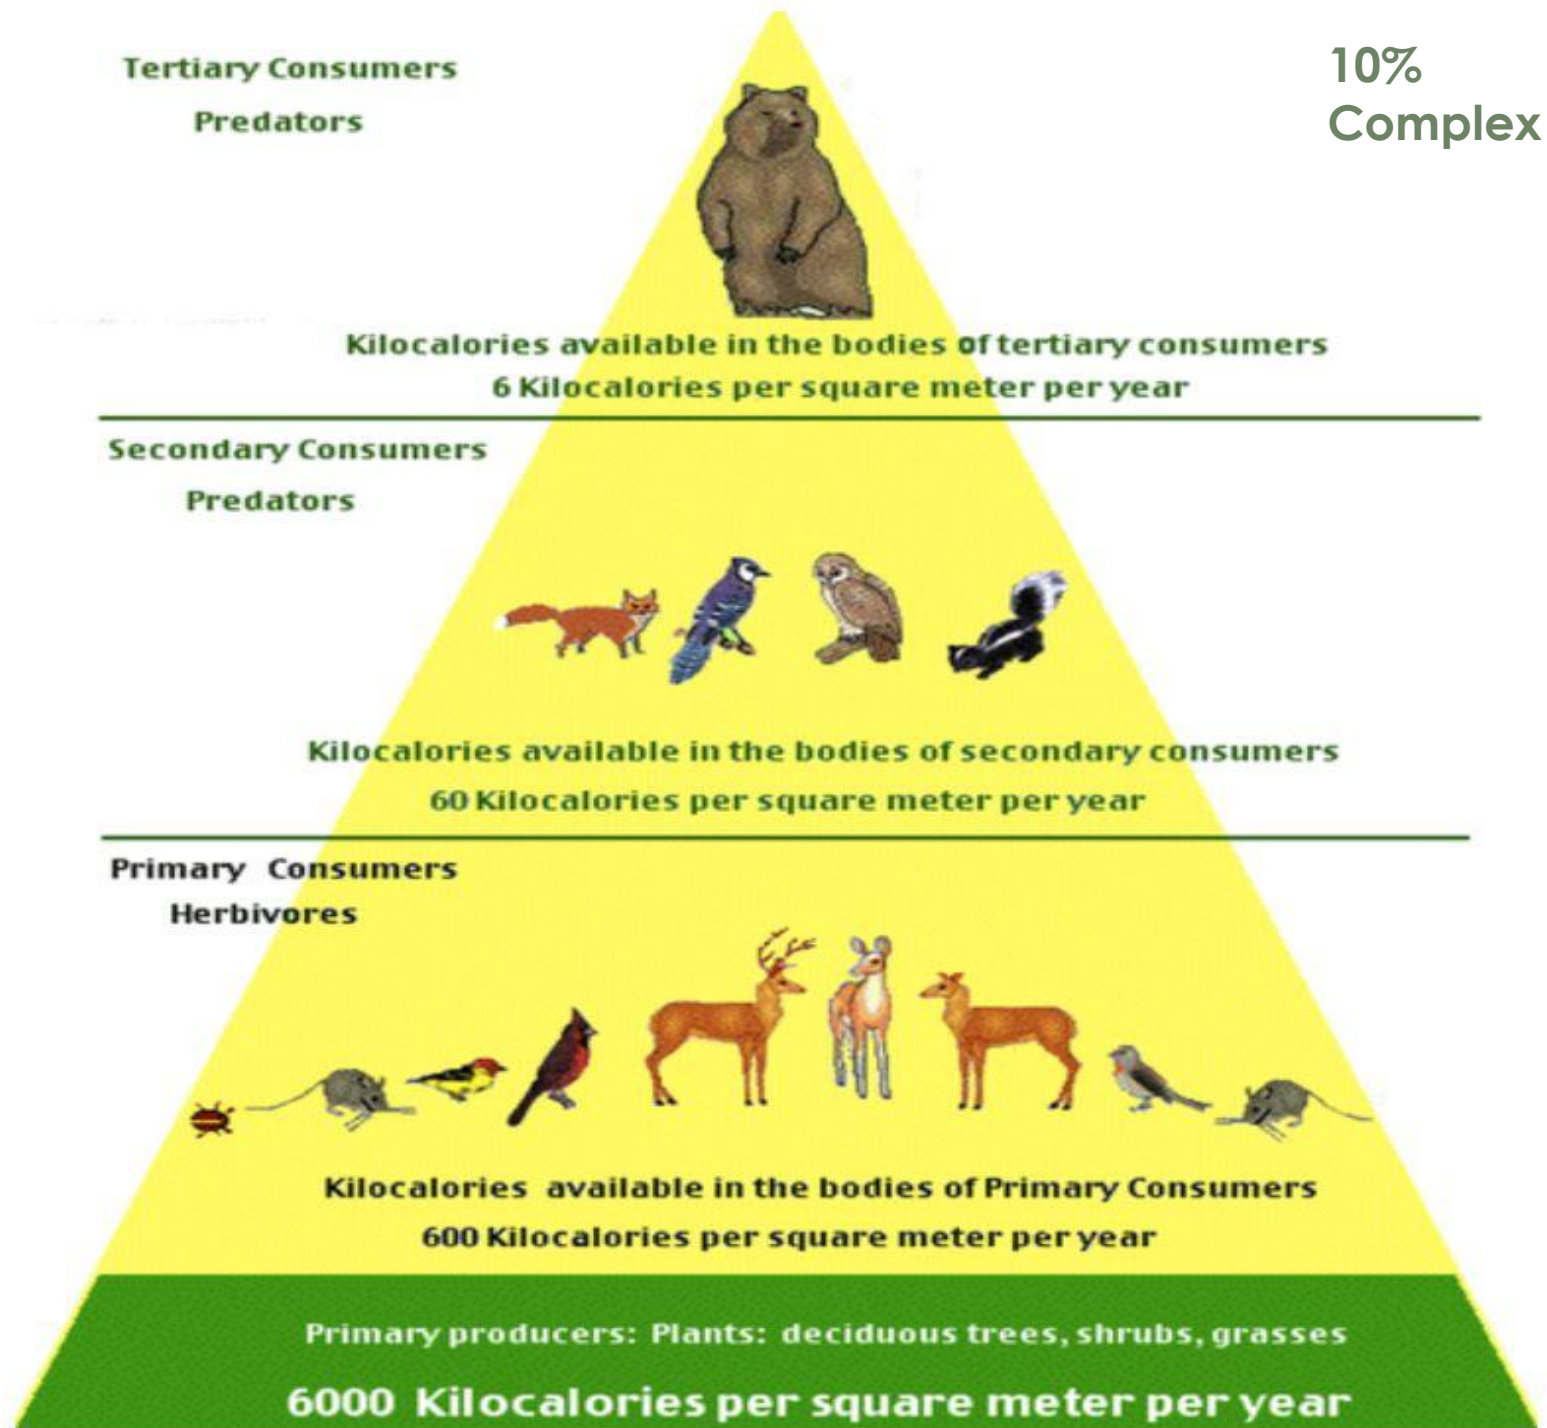 Tertiary Consumers
Predators
10%
Complex
Kilocalories available in the bodies of tertiary consumers
6 Kilocalories per square meter per year
Secondary Consumers
Predators
Kilocalories available in the bodies of secondary consumers
60 Kilocalories per square meter per year
Primary Consumers
Herbivores
Kilocalories available in the bodies of Primary Consumers
600 Kilocalories per square meter per year
Primary producers: Plants: deciduous trees, shrubs, grasses
6000 Kilocalories per square meter per year